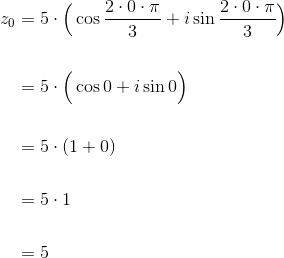 z₀ = 5 · ( cos (2 · 0 · π)/3 + i sin (2 · 0 · π)/3 )
= 5 · ( cos 0 + i sin 0 )
= 5 · (1 + 0)
= 5 · 1
= 5